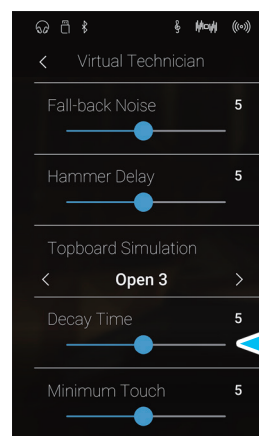 Virtual Technician
Fall-back Noise 5
Hammer Delay 5
Topboard Simulation
Open 3
Decay Time 5
Minimum Touch 5